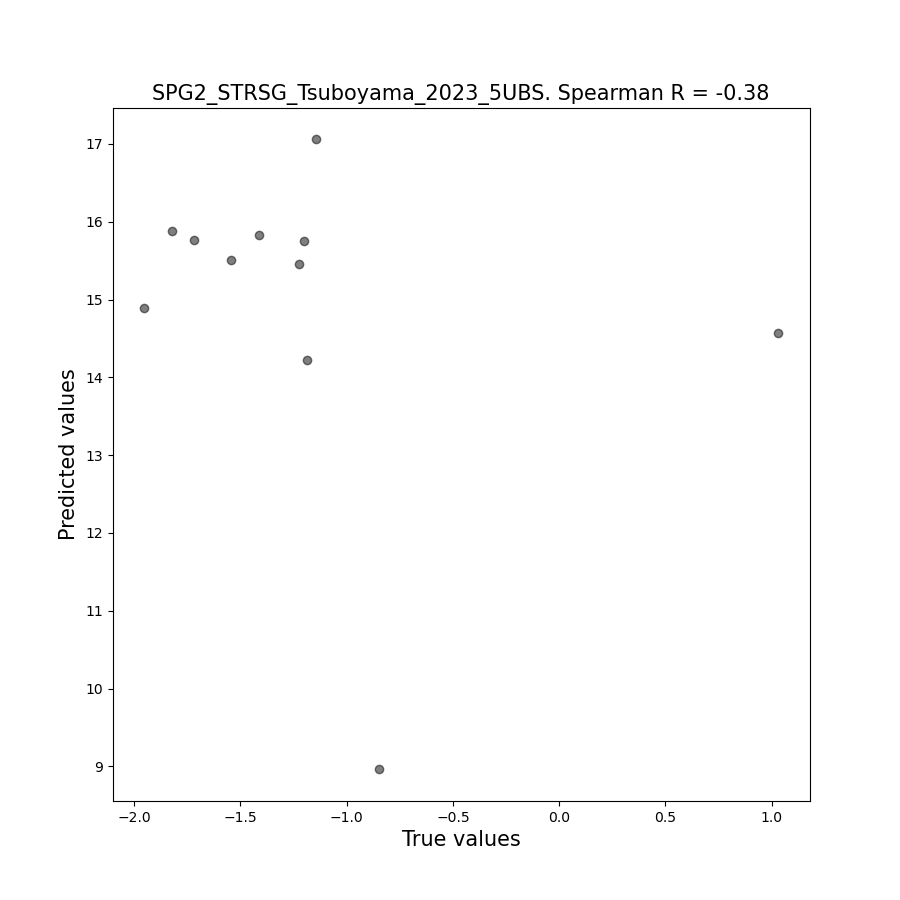 SPG2_STRSG_Tsuboyama_2023_5UBS. Spearman R = -0.38
17
16
15
14
13
12
11
10
9
Predicted values
−2.0 −1.5 −1.0 −0.5 0.0 0.5 1.0
True values